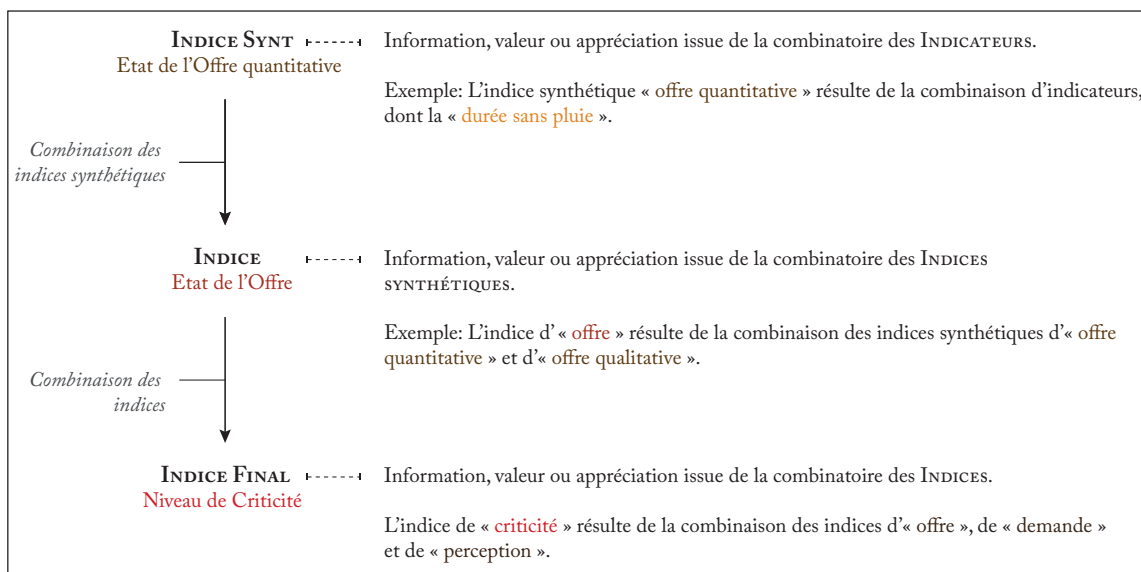 INDICE SYNT
Etat de l'Offre quantitative
Information, valeur ou appréciation issue de la combinatoire des INDICATEURS.
Exemple: L'indice synthétique « offre quantitative » résulte de la combinaison d'indicateurs,
dont la « durée sans pluie ».
Combinaison des
indices synthétiques
INDICE
Etat de l'Offre
Information, valeur ou appréciation issue de la combinatoire des INDICES
SYNTHÉTIQUES.
Exemple: L'indice d' « offre » résulte de la combinaison des indices synthétiques d'« offre
quantitative » et d'« offre qualitative ».
Combinaison des
indices
INDICE FINAL
Niveau de Criticité
Information, valeur ou appréciation issue de la combinatoire des INDICES.
L'indice de « criticité » résulte de la combinaison des indices d'« offre », de « demande »
et de « perception ».